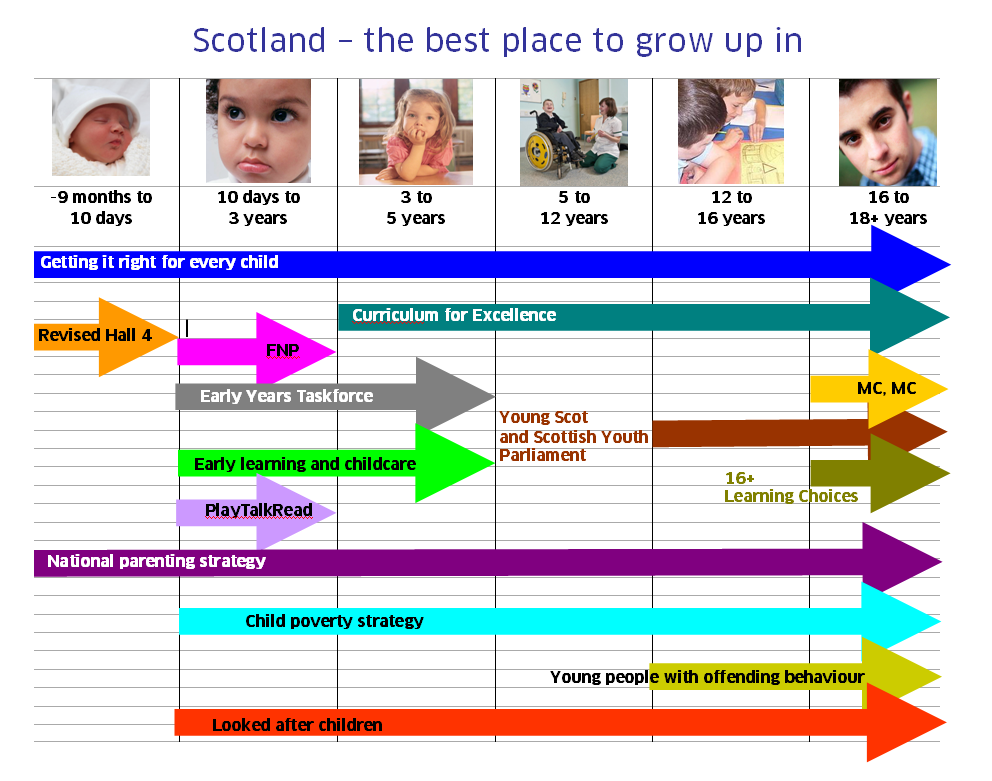 Scotland – the best place to grow up in
-9 months to
10 days
10 days to
3 years
3 to
5 years
5 to
12 years
12 to
16 years
16 to
18+ years
Getting it right for every child
Curriculum for Excellence
Revised Hall 4
FNP
MC, MC
Early Years Taskforce
Young Scot
and Scottish Youth
Parliament
Early learning and childcare
16+
Learning Choices
PlayTalkRead
National parenting strategy
Child poverty strategy
Young people with offending behaviour
Looked after children